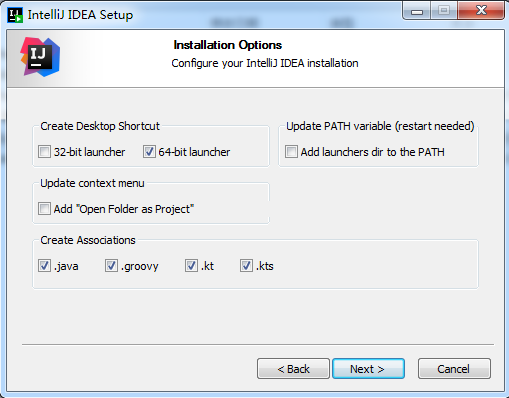 IntelliJ IDEA Setup
IJ
Installation Options
Configure your IntelliJ IDEA installation
Create Desktop Shortcut
32-bit launcher
64-bit launcher
Update PATH variable (restart needed)
Add launchers dir to the PATH
Update context menu
Add "Open Folder as Project"
Create Associations
.java
.groovy
.kt
.kts
< Back
Next >
Cancel